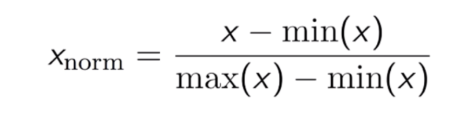 x_norm = (x − min(x)) / (max(x) − min(x))